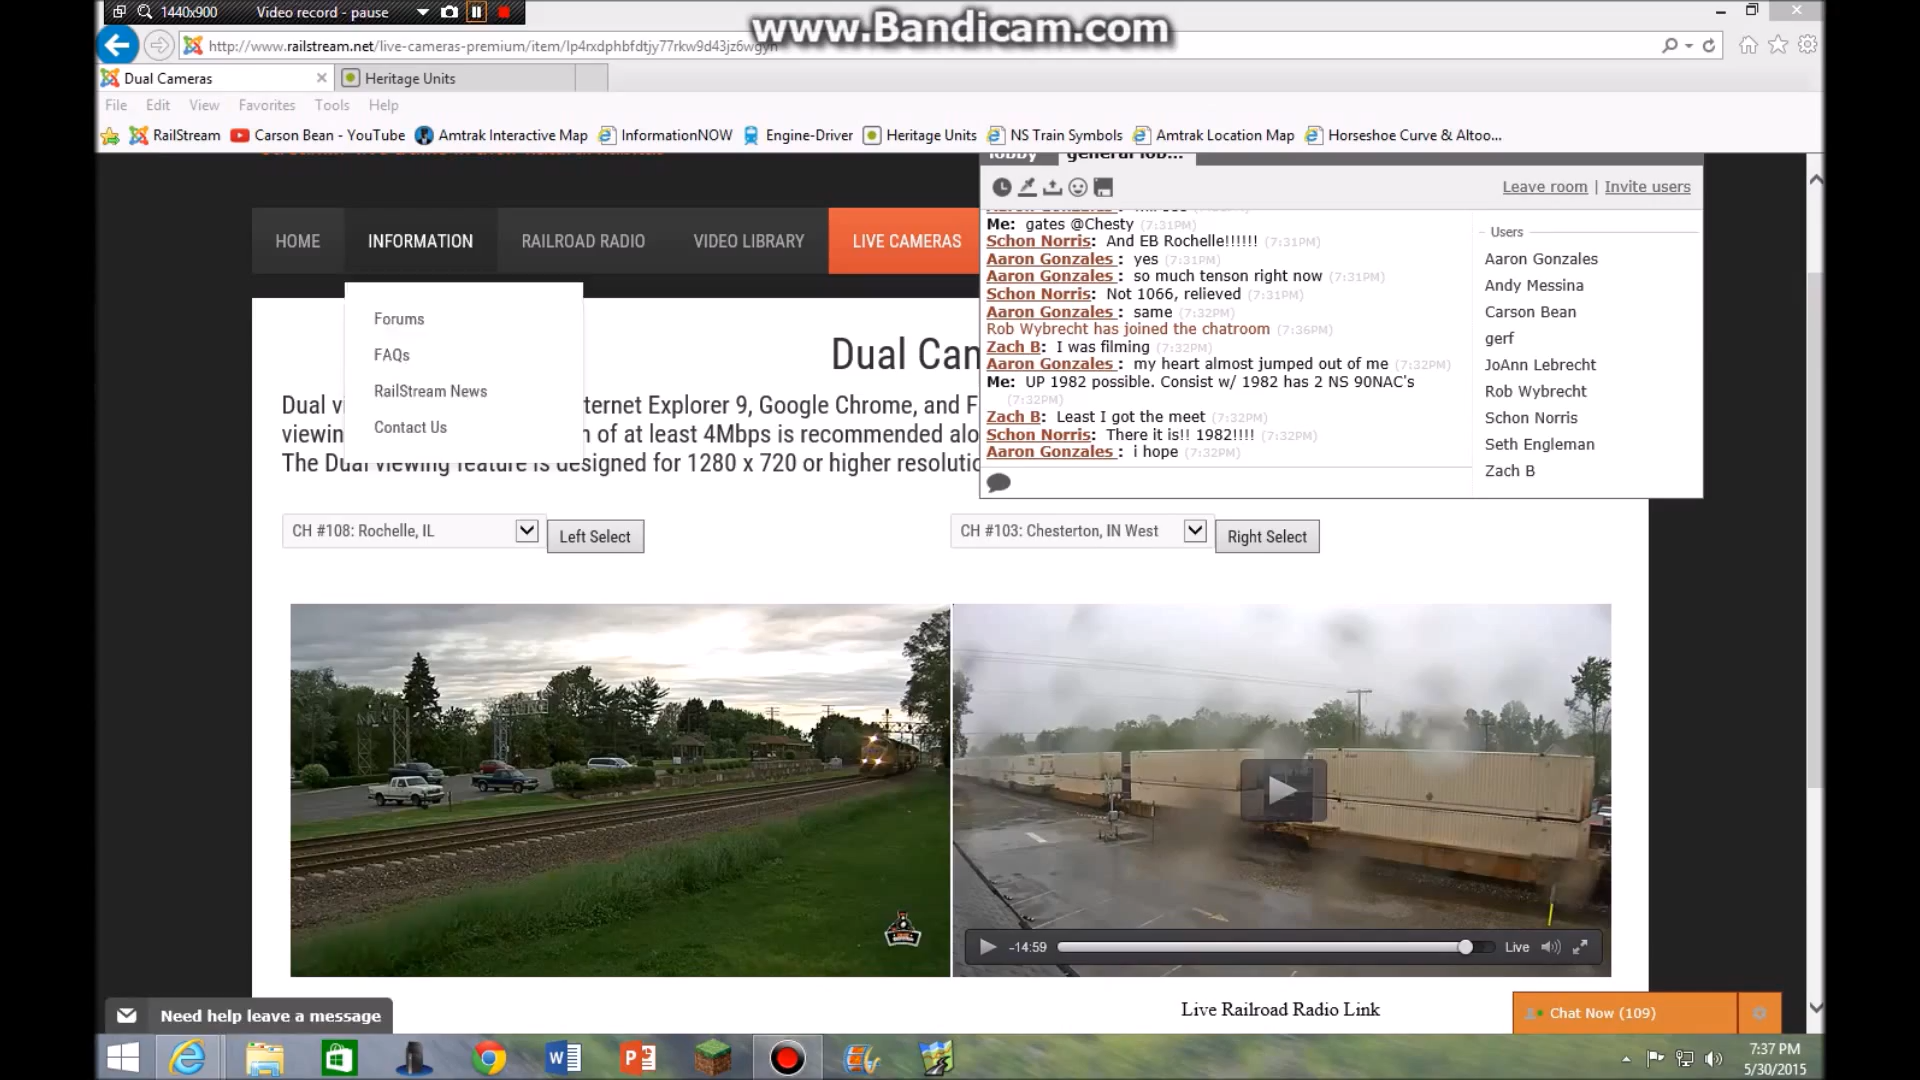 1440x900 Video record - pause
www.Bandicam.com
http://www.railstream.net/live-cameras-premium/item/lp4rxdphbfdtjy77rkw9d43jz6wgyn
Dual Cameras
Heritage Units
File Edit View Favorites Tools Help
RailStream Carson Bean - YouTube Amtrak Interactive Map InformationNOW Engine-Driver Heritage Units NS Train Symbols Amtrak Location Map Horseshoe Curve & Altoo...
lobby general lob...
Leave room | Invite users
HOME INFORMATION RAILROAD RADIO VIDEO LIBRARY LIVE CAMERAS
Forums
FAQs
RailStream News
Contact Us
Me: gates @Chesty (7:31PM)
Schon Norris: And EB Rochelle!!!!!! (7:31PM)
Aaron Gonzales : yes (7:31PM)
Aaron Gonzales : so much tenson right now (7:31PM)
Schon Norris: Not 1066, relieved (7:31PM)
Aaron Gonzales : same (7:32PM)
Rob Wybrecht has joined the chatroom (7:36PM)
Zach B: I was filming (7:32PM)
Aaron Gonzales : my heart almost jumped out of me (7:32PM)
Me: UP 1982 possible. Consist w/ 1982 has 2 NS 90NAC's
(7:32PM)
Zach B: Least I got the meet (7:32PM)
Schon Norris: There it is!! 1982!!!! (7:32PM)
Aaron Gonzales : i hope (7:32PM)
Users
Aaron Gonzales
Andy Messina
Carson Bean
gerf
JoAnn Lebrecht
Rob Wybrecht
Schon Norris
Seth Engleman
Zach B
Dual Cam
Dual vi ternet Explorer 9, Google Chrome, and F
viewing n of at least 4Mbps is recommended alo
The Dual viewing feature is designed for 1280 x 720 or higher resolutio
CH #108: Rochelle, IL Left Select
CH #103: Chesterton, IN West Right Select
-14:59 Live
Live Railroad Radio Link
Need help leave a message
Chat Now (109)
7:37 PM
5/30/2015